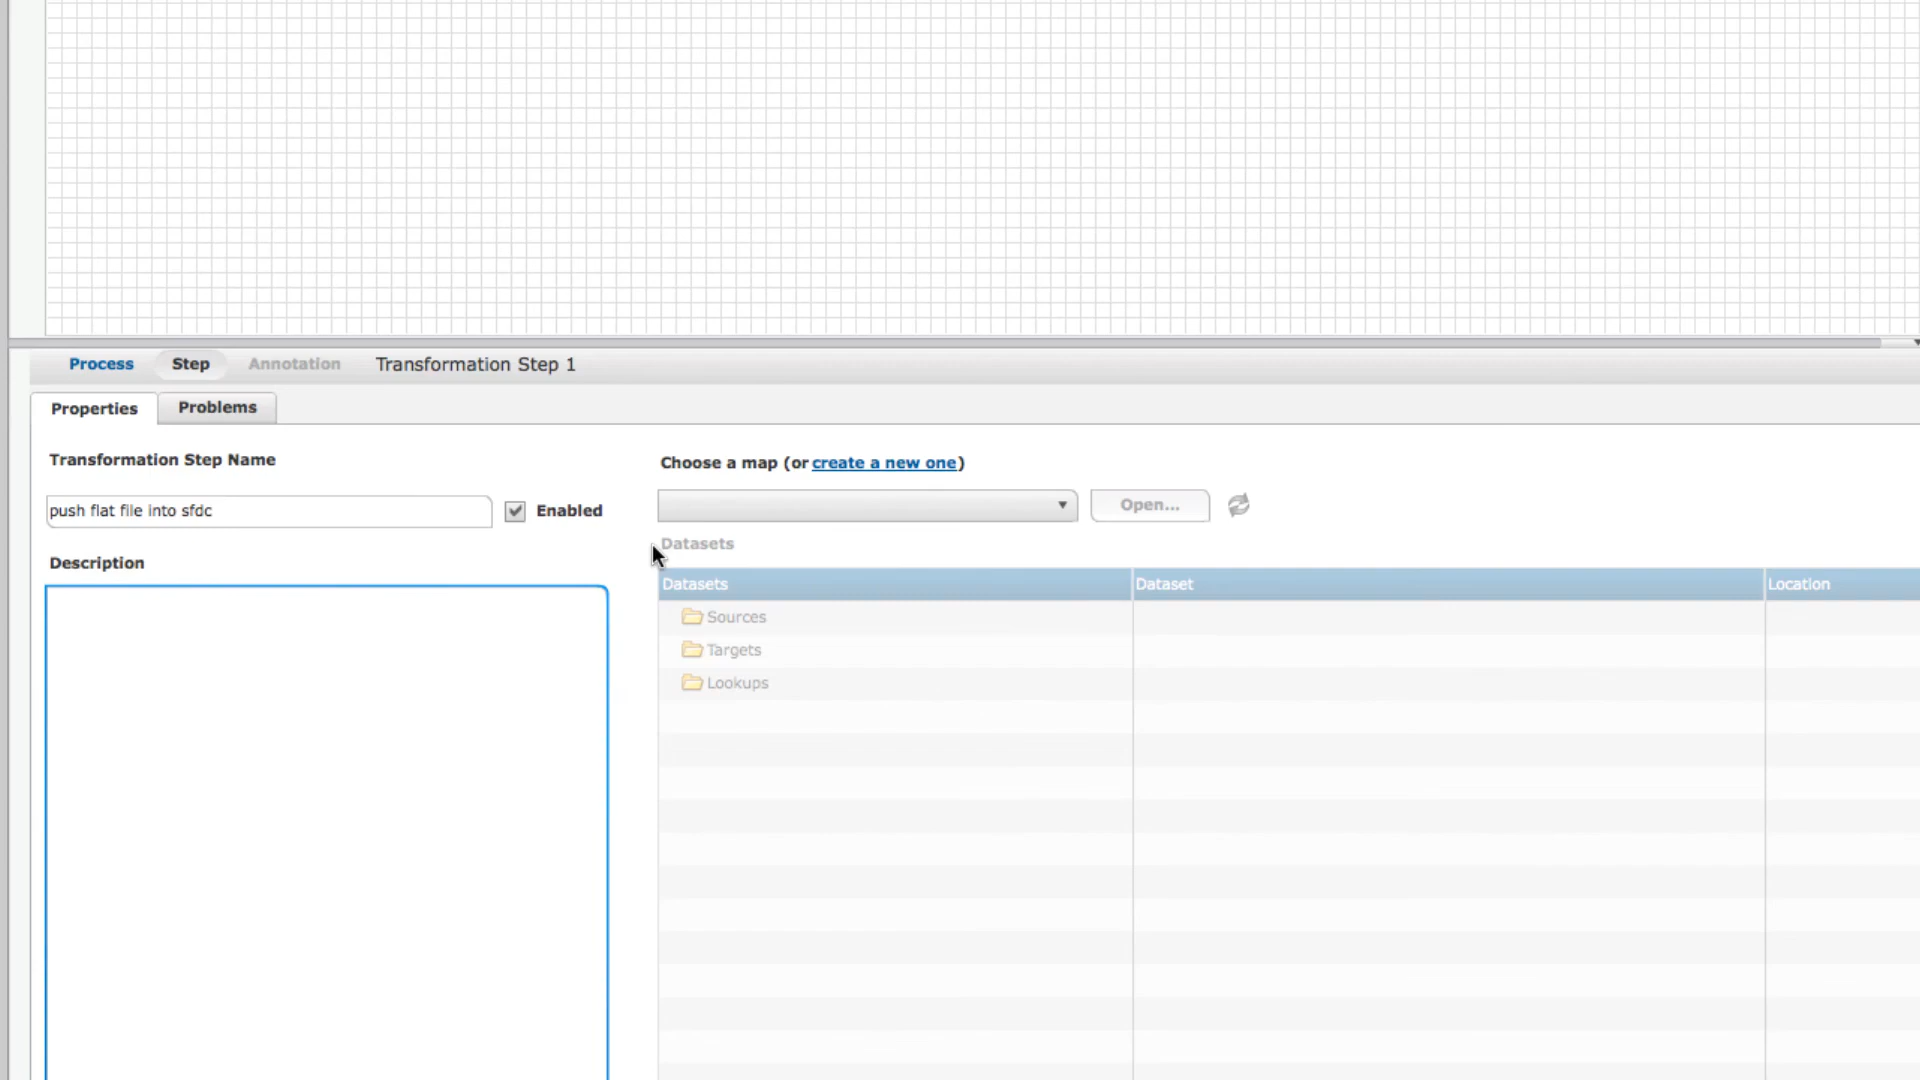 Process Step Annotation Transformation Step 1
Properties Problems
Transformation Step Name
push flat file into sfdc Enabled
Description
Choose a map (or create a new one)
Open...
Datasets
Datasets Dataset Location
Sources
Targets
Lookups